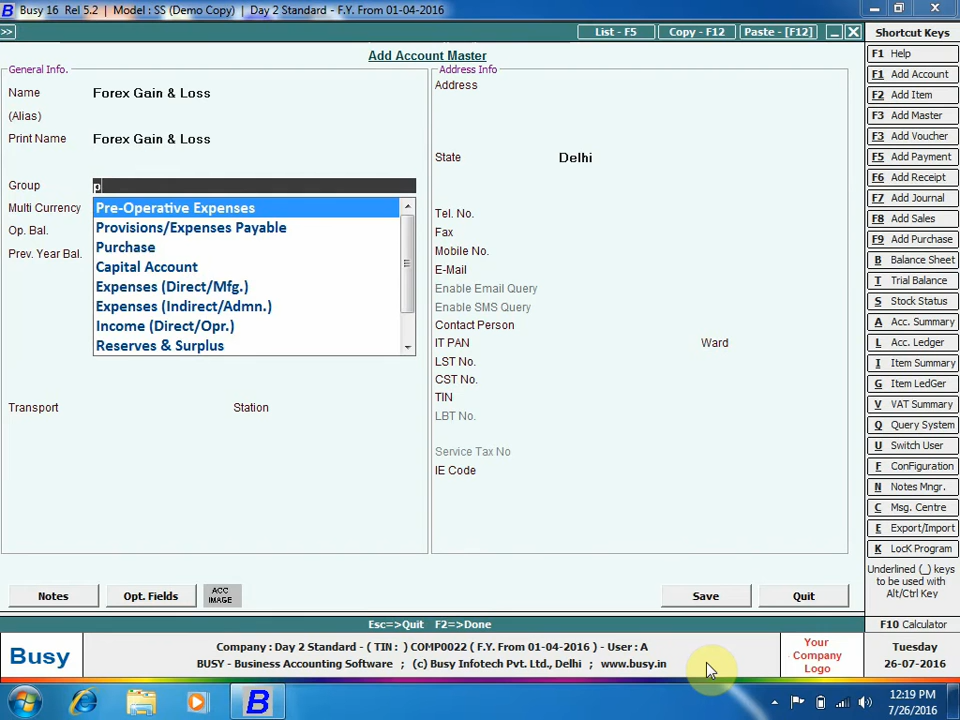 Busy 16 Rel 5.2 | Model : SS (Demo Copy) | Day 2 Standard - F.Y. From 01-04-2016
>>
List - F5
Copy - F12
Paste - [F12]
Add Account Master
General Info.
Name
Forex Gain & Loss
(Alias)
Print Name
Forex Gain & Loss
Group
p
Multi Currency
Op. Bal.
Prev. Year Bal.
Pre-Operative Expenses
Provisions/Expenses Payable
Purchase
Capital Account
Expenses (Direct/Mfg.)
Expenses (Indirect/Admn.)
Income (Direct/Opr.)
Reserves & Surplus
Transport
Station
Address Info
Address
State
Delhi
Tel. No.
Fax
Mobile No.
E-Mail
Enable Email Query
Enable SMS Query
Contact Person
IT PAN
Ward
LST No.
CST No.
TIN
LBT No.
Service Tax No
IE Code
Notes
Opt. Fields
ACC
IMAGE
Save
Quit
Shortcut Keys
F1 Help
F1 Add Account
F2 Add Item
F3 Add Master
F3 Add Voucher
F5 Add Payment
F6 Add Receipt
F7 Add Journal
F8 Add Sales
F9 Add Purchase
B Balance Sheet
T Trial Balance
S Stock Status
A Acc. Summary
L Acc. Ledger
I Item Summary
G Item LedGer
V VAT Summary
Q Query System
U Switch User
F Configuration
N Notes Mngr.
C Msg. Centre
E Export/Import
K LocK Program
Underlined (_) keys
to be used with
Alt/Ctrl Key
F10 Calculator
Esc=>Quit F2=>Done
Busy
Company : Day 2 Standard - ( TIN : ) COMP0022 ( F.Y. From 01-04-2016 ) - User : A
BUSY - Business Accounting Software ; (c) Busy Infotech Pvt. Ltd., Delhi ; www.busy.in
Your
Company
Logo
Tuesday
26-07-2016
12:19 PM
7/26/2016